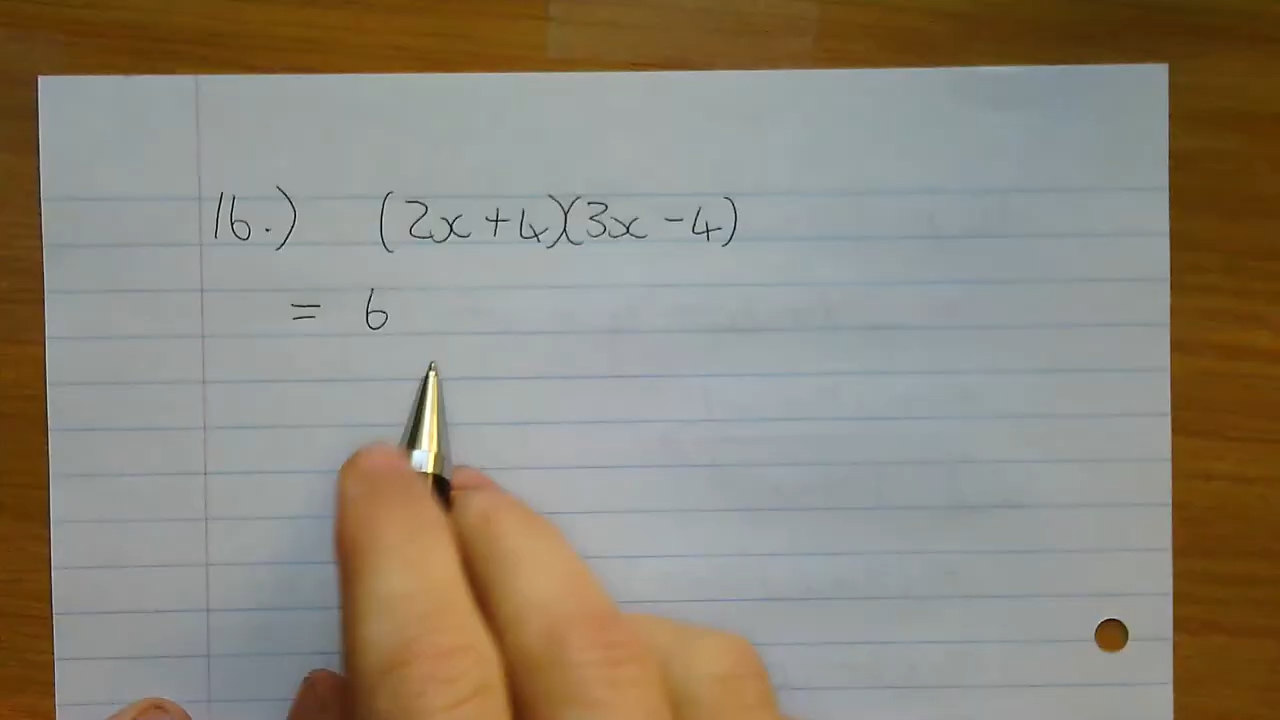 16.) (2x+4)(3x-4)
= 6